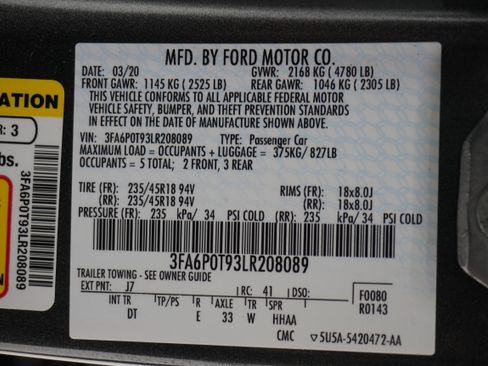 MFD. BY FORD MOTOR CO.
DATE: 03/20 GVWR: 2168 KG ( 4780 LB)
FRONT GAWR: 1145 KG ( 2525 LB) REAR GAWR: 1046 KG ( 2305 LB)
THIS VEHICLE CONFORMS TO ALL APPLICABLE FEDERAL MOTOR
VEHICLE SAFETY, BUMPER, AND THEFT PREVENTION STANDARDS
IN EFFECT ON THE DATE OF MANUFACTURE SHOWN ABOVE.
VIN: 3FA6P0T93LR208089 TYPE: Passenger Car
MAXIMUM LOAD = OCCUPANTS + LUGGAGE = 375KG/ 827LB
OCCUPANTS = 5 TOTAL; 2 FRONT, 3 REAR
TIRE (FR): 235/45R18 94V RIMS (FR): 18x8.0J
(RR): 235/45R18 94V (RR): 18x8.0J
PRESSURE (FR): 235 kPa/ 34 PSI COLD (RR): 235 kPa/ 34 PSI COLD
3FA6P0T93LR208089
TRAILER TOWING - SEE OWNER GUIDE
EXT PNT: J7 RC: 41 DSO: F0080
INT TR TP/PS R AXLE TR SPR R0143
DT E 33 W HHAA
CMC 5U5A-5420472-AA
ATION
R: 3
bs.
3FA6P0T93LR208089